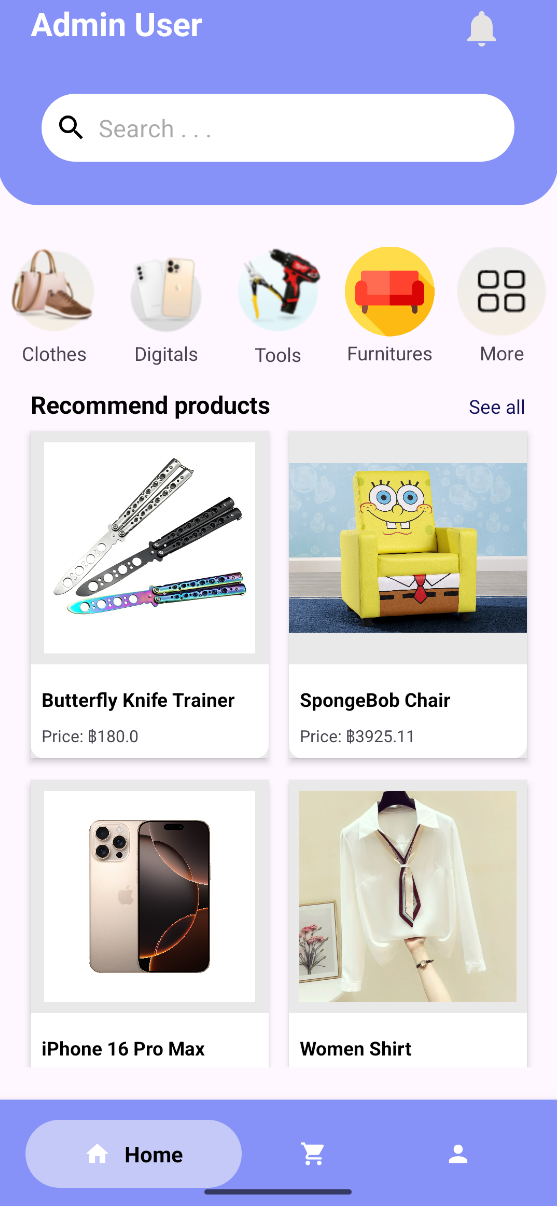 Admin User
Search . . .
Clothes
Digitals
Tools
Furnitures
More
Recommend products
See all
Butterfly Knife Trainer
SpongeBob Chair
Price: ฿180.0
Price: ฿3925.11
iPhone 16 Pro Max
Women Shirt
Home